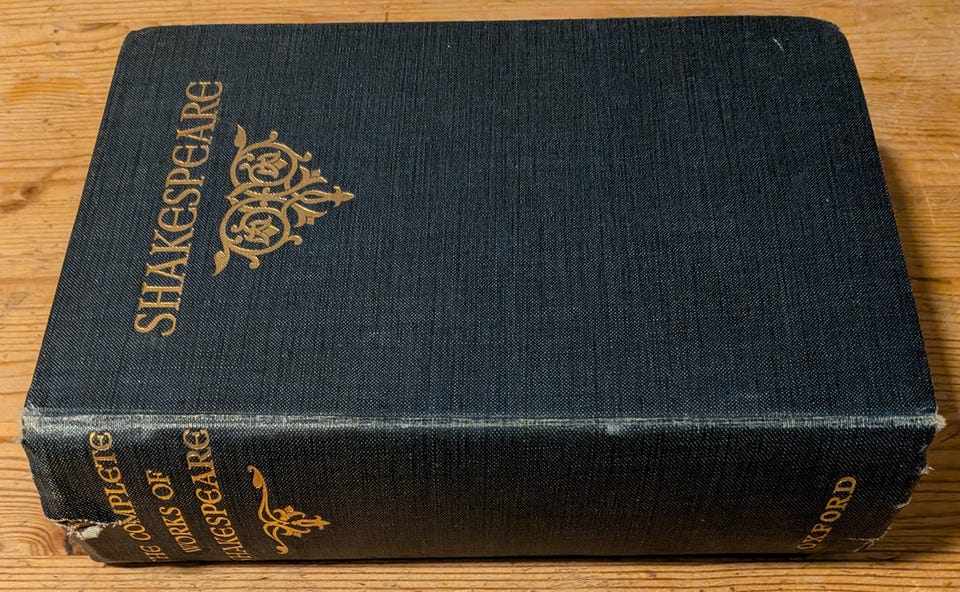 SHAKESPEARE
THE COMPLETE
WORKS OF
SHAKESPEARE
OXFORD